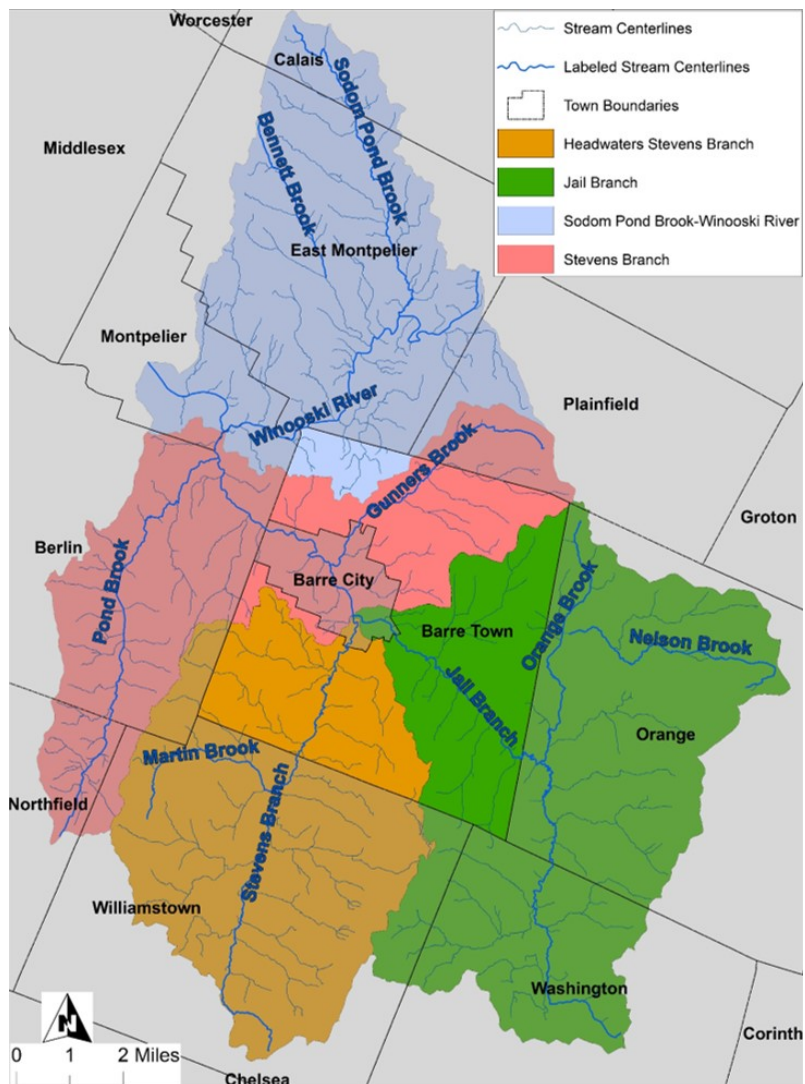 Worcester
Calais
Sodom Pond Brook
Middlesex
Bennett Brook
East Montpelier
Stream Centerlines
Labeled Stream Centerlines
Town Boundaries
Headwaters Stevens Branch
Jail Branch
Sodom Pond Brook-Winooski River
Stevens Branch
Montpelier
Winooski River
Plainfield
Gunners Brook
Groton
Berlin
Pond Brook
Barre City
Barre Town
Orange Brook
Nelson Brook
Jail Branch
Orange
Martin Brook
Northfield
Stevens Branch
Williamstown
Washington
N
0 1 2 Miles
Corinth
Chelsea